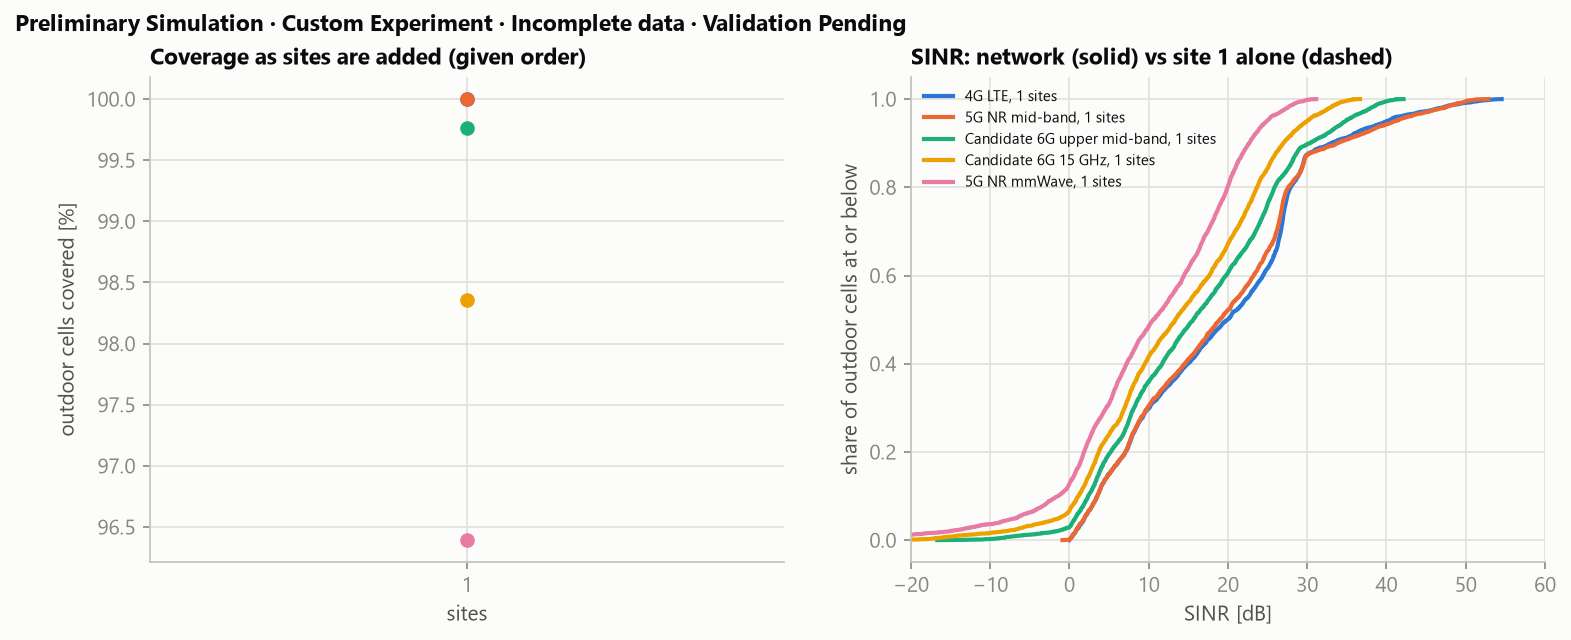 Preliminary Simulation · Custom Experiment · Incomplete data · Validation Pending
Coverage as sites are added (given order)
100.0
99.5
99.0
98.5
98.0
97.5
97.0
96.5
outdoor cells covered [%]
1
sites
SINR: network (solid) vs site 1 alone (dashed)
4G LTE, 1 sites
5G NR mid-band, 1 sites
Candidate 6G upper mid-band, 1 sites
Candidate 6G 15 GHz, 1 sites
5G NR mmWave, 1 sites
1.0
0.8
0.6
0.4
0.2
0.0
share of outdoor cells at or below
−20 −10 0 10 20 30 40 50 60
SINR [dB]